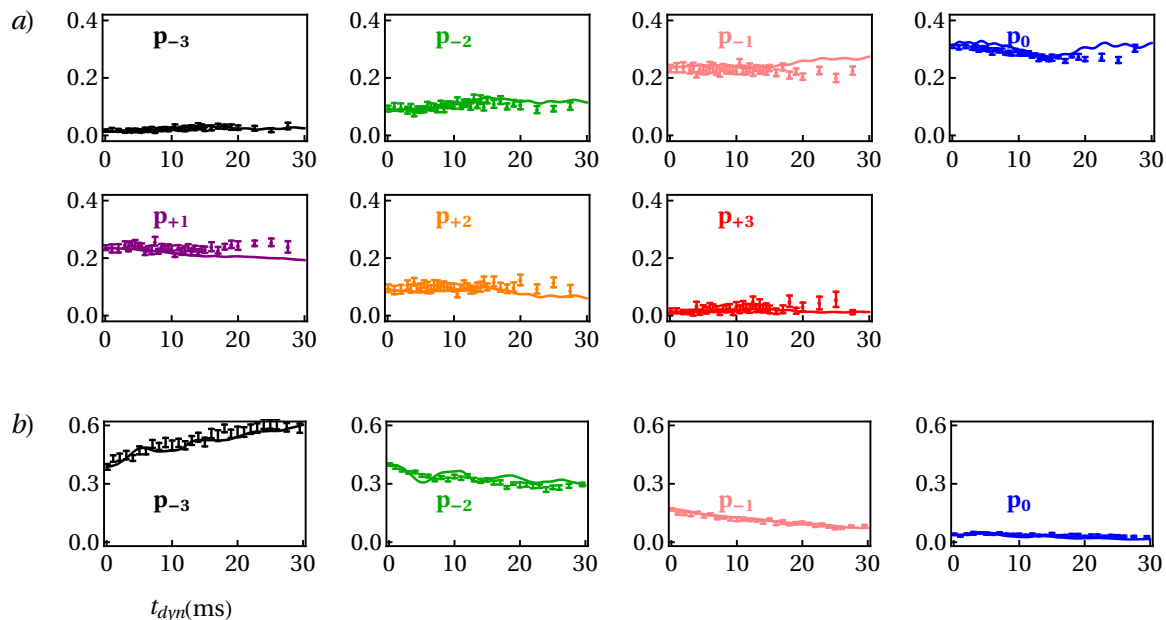 a)
0.4 0.2 0.0 p−3 0 10 20 30
0.4 0.2 0.0 p−2 0 10 20 30
0.4 0.2 0.0 p−1 0 10 20 30
0.4 0.2 0.0 p0 0 10 20 30
0.4 0.2 0.0 p+1 0 10 20 30
0.4 0.2 0.0 p+2 0 10 20 30
0.4 0.2 0.0 p+3 0 10 20 30
b)
0.6 0.3 0.0 p−3 0 10 20 30
0.6 0.3 0.0 p−2 0 10 20 30
0.6 0.3 0.0 p−1 0 10 20 30
0.6 0.3 0.0 p0 0 10 20 30
tdyn(ms)